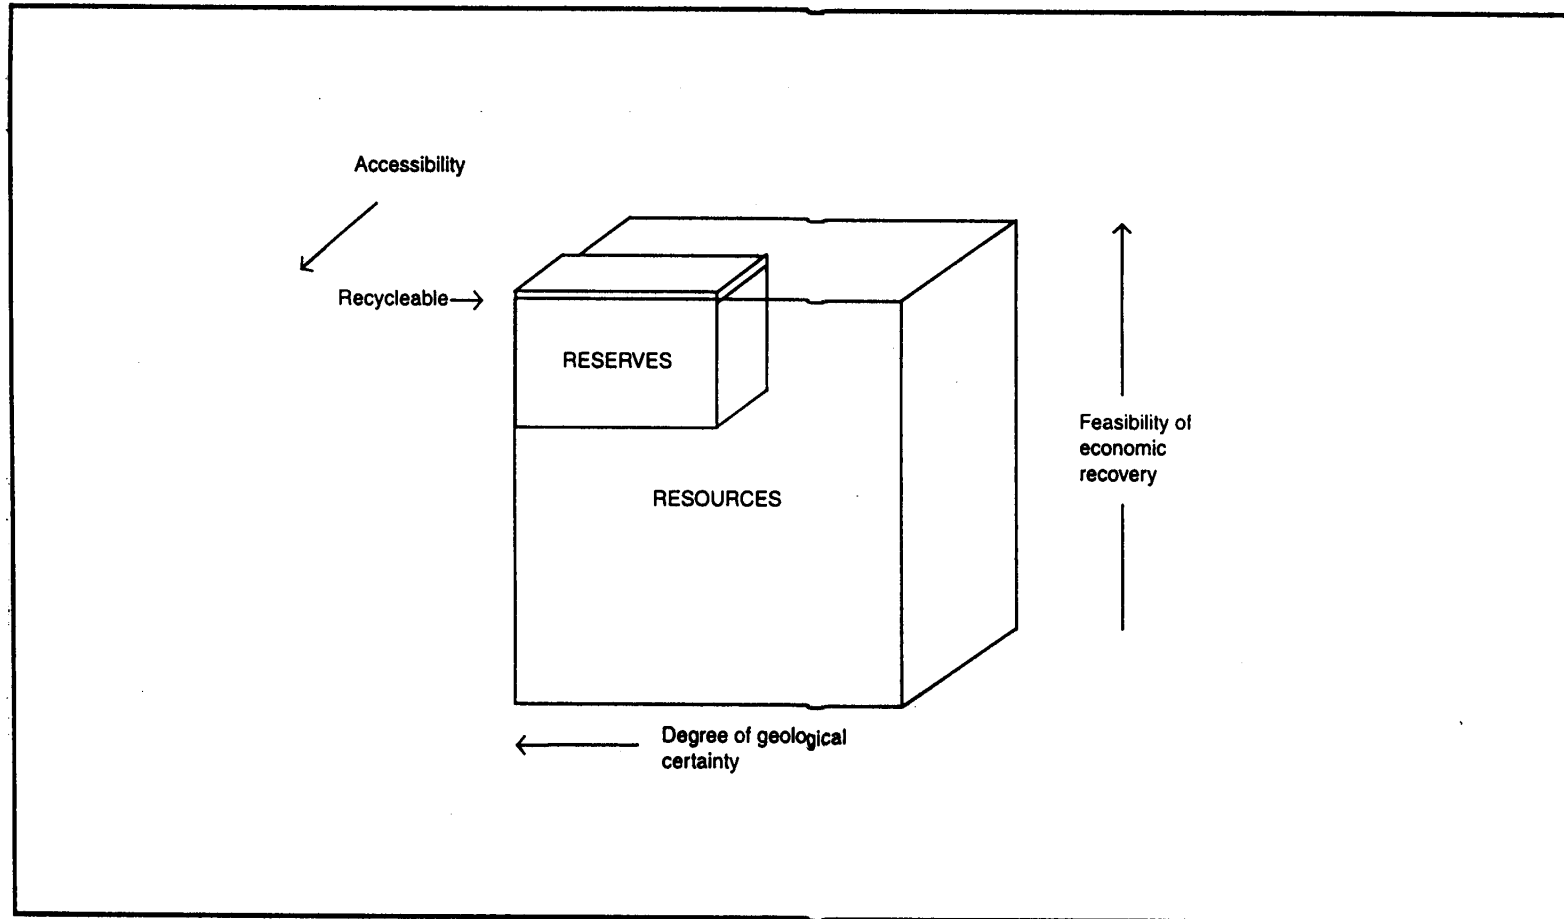 Accessibility
Recycleable
RESERVES
Feasibility of
economic
recovery
RESOURCES
Degree of geological
certainty